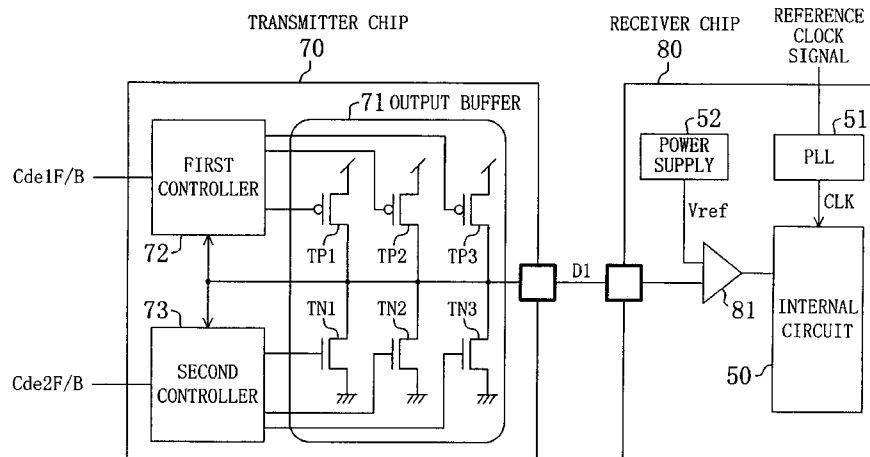 TRANSMITTER CHIP
70
RECEIVER CHIP
80
REFERENCE
CLOCK
SIGNAL
71 OUTPUT BUFFER
52
51
FIRST
CONTROLLER
POWER
SUPPLY
PLL
Cde1F/B
Vref
CLK
72
TP1
TP2
TP3
D1
73
TN1
TN2
TN3
81
INTERNAL
CIRCUIT
SECOND
CONTROLLER
Cde2F/B
50